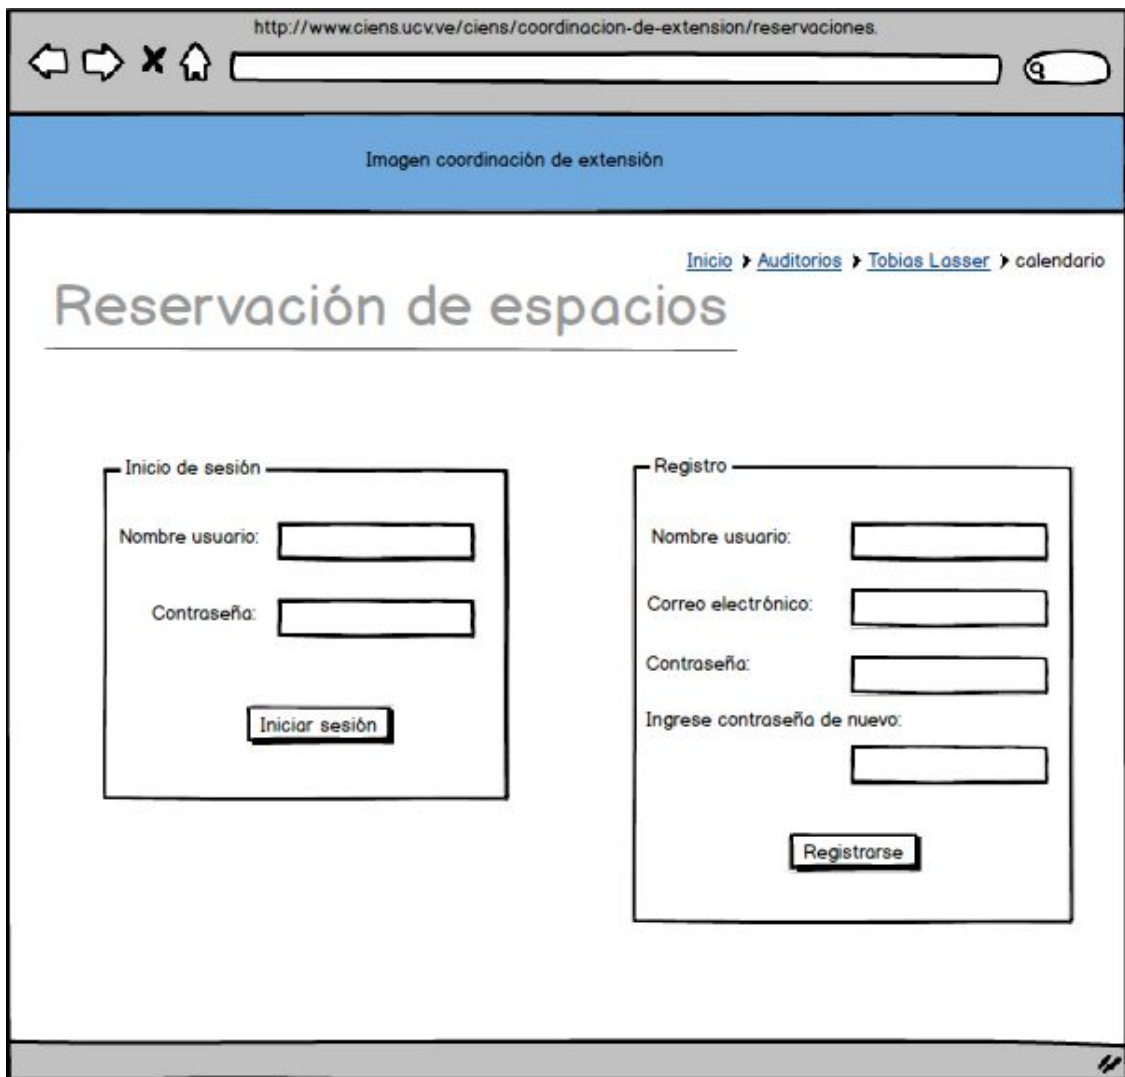 http://www.ciens.ucv.ve/ciens/coordinacion-de-extension/reservaciones.
Imagen coordinación de extensión
Inicio > Auditorios > Tobias Lasser > calendario
Reservación de espacios
Inicio de sesión
Nombre usuario:
Contraseña:
Iniciar sesión
Registro
Nombre usuario:
Correo electrónico:
Contraseña:
Ingrese contraseña de nuevo:
Registrarse